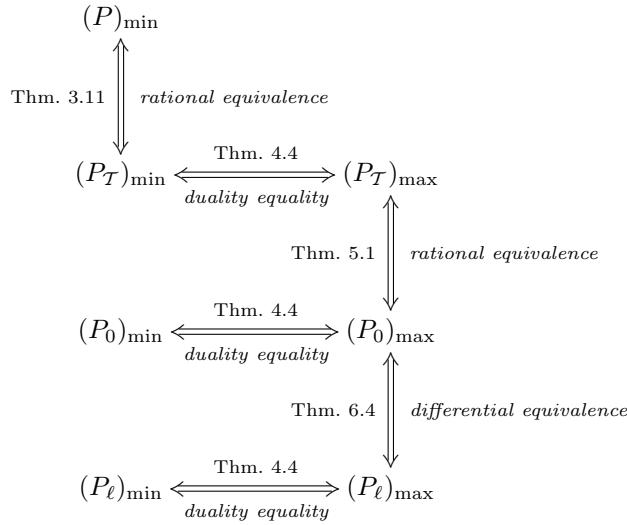 (P)min
Thm. 3.11 rational equivalence
Thm. 4.4
(P𝒯)min (P𝒯)max
duality equality
Thm. 5.1 rational equivalence
Thm. 4.4
(P0)min (P0)max
duality equality
Thm. 6.4 differential equivalence
Thm. 4.4
(Pℓ)min (Pℓ)max
duality equality